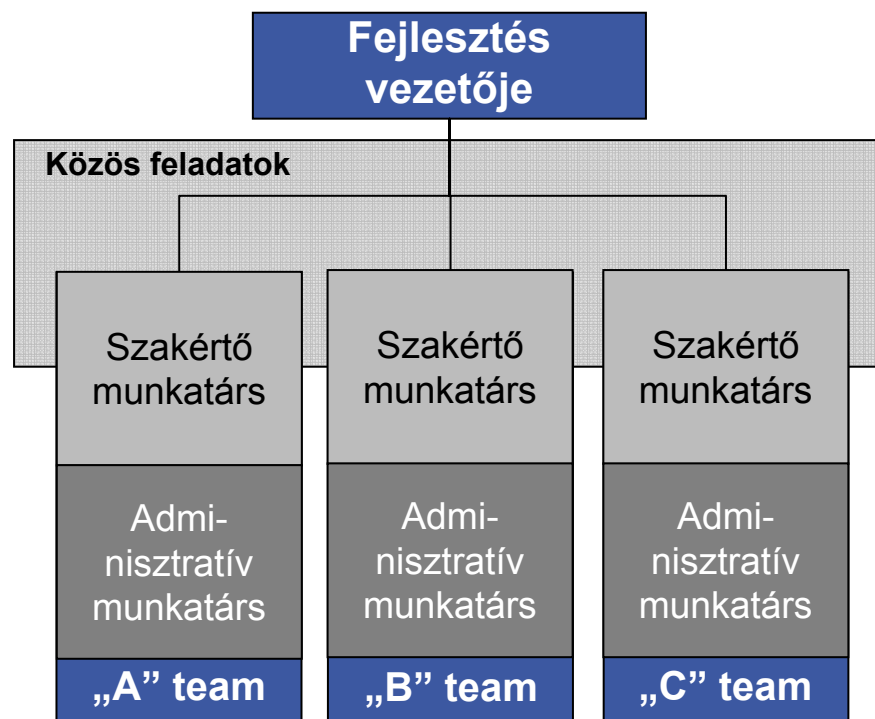 Fejlesztés
vezetője
Közös feladatok
Szakértő
munkatárs
Admi-
nisztratív
munkatárs
„A” team
Szakértő
munkatárs
Admi-
nisztratív
munkatárs
„B” team
Szakértő
munkatárs
Admi-
nisztratív
munkatárs
„C” team